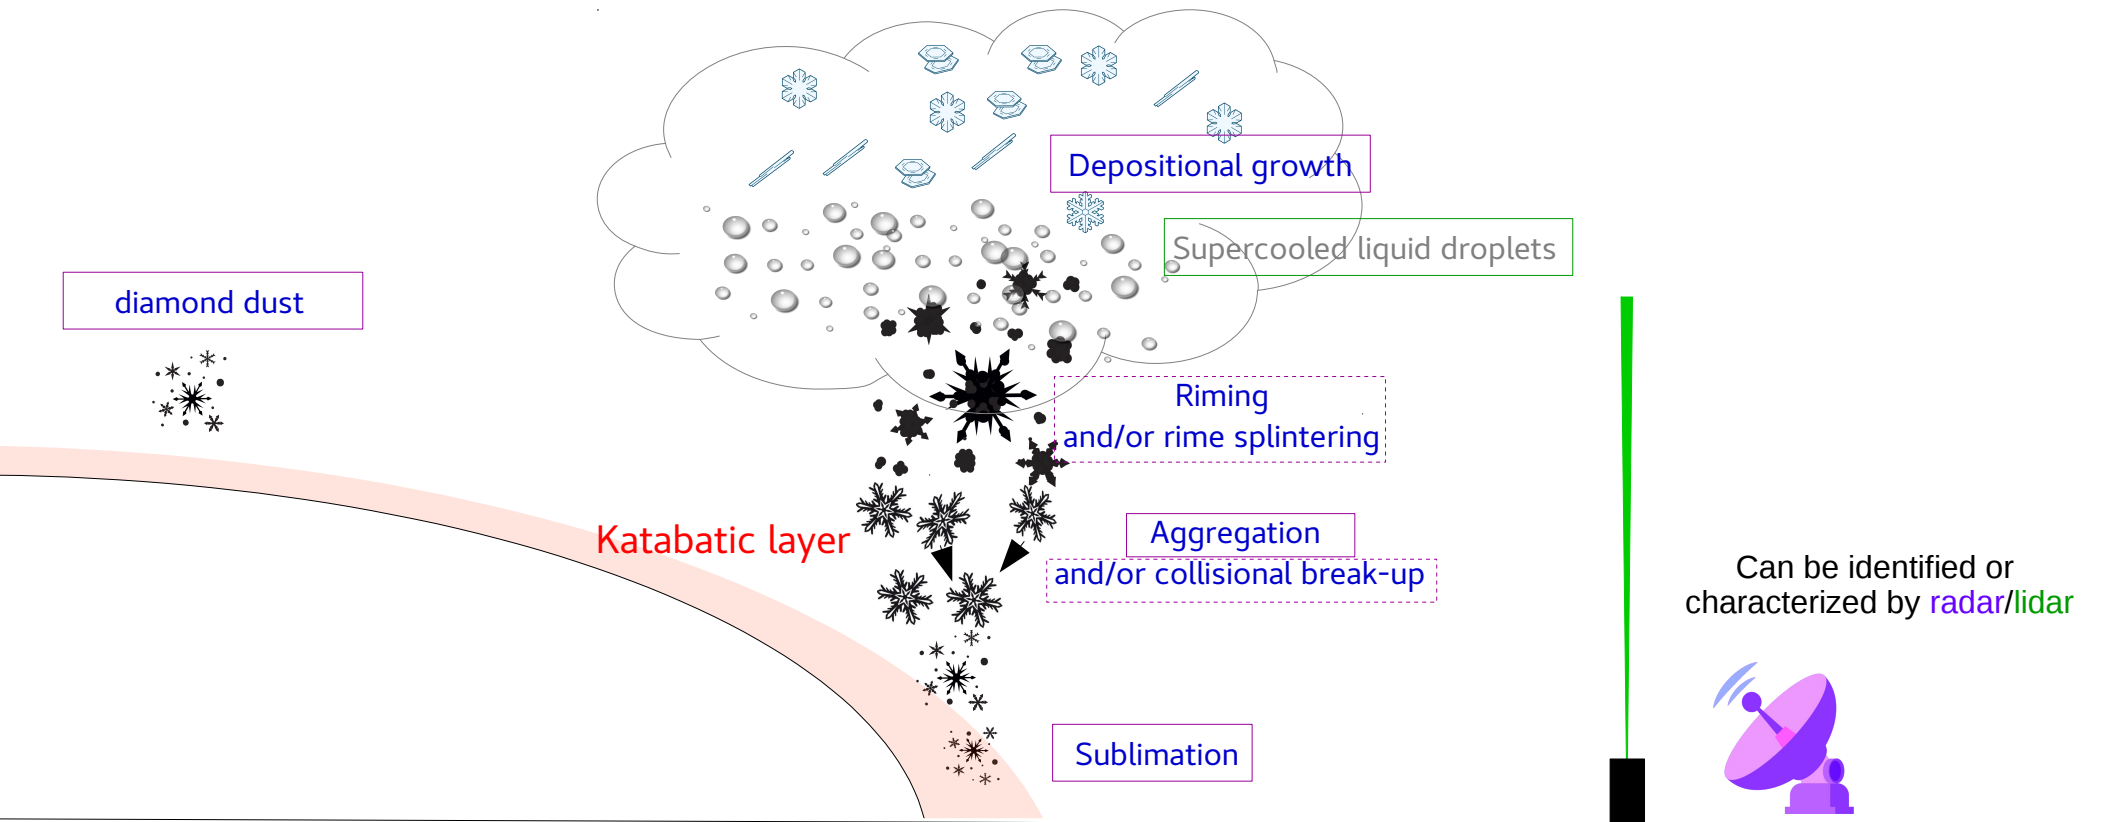 Depositional growth
Supercooled liquid droplets
diamond dust
Riming
and/or rime splintering
Katabatic layer
Aggregation
and/or collisional break-up
Can be identified or
characterized by radar/lidar
Sublimation